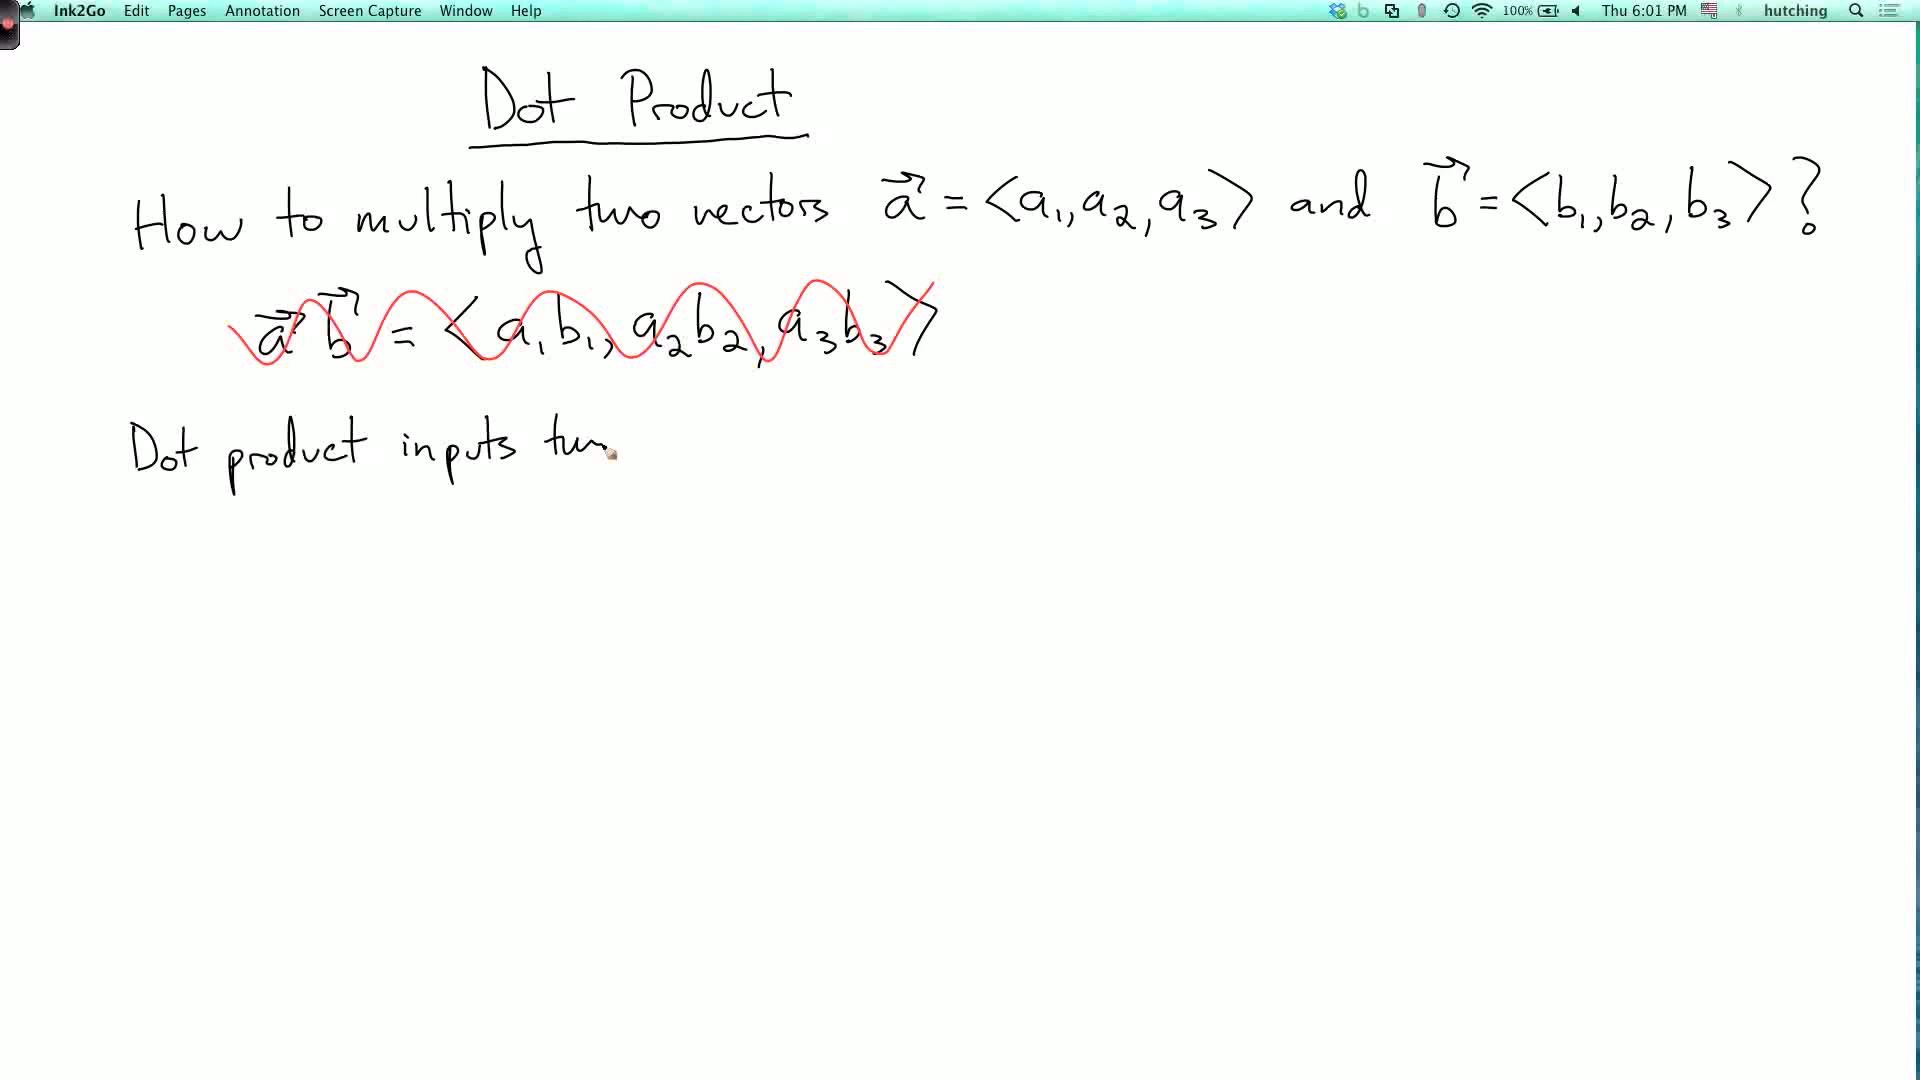 Ink2Go Edit Pages Annotation Screen Capture Window Help 100% Thu 6:01 PM hutching
Dot Product
How to multiply two vectors a⃗ = <a₁, a₂, a₃> and b⃗ = <b₁, b₂, b₃>?
a⃗ b⃗ = <a₁b₁, a₂b₂, a₃b₃>
Dot product inputs tw